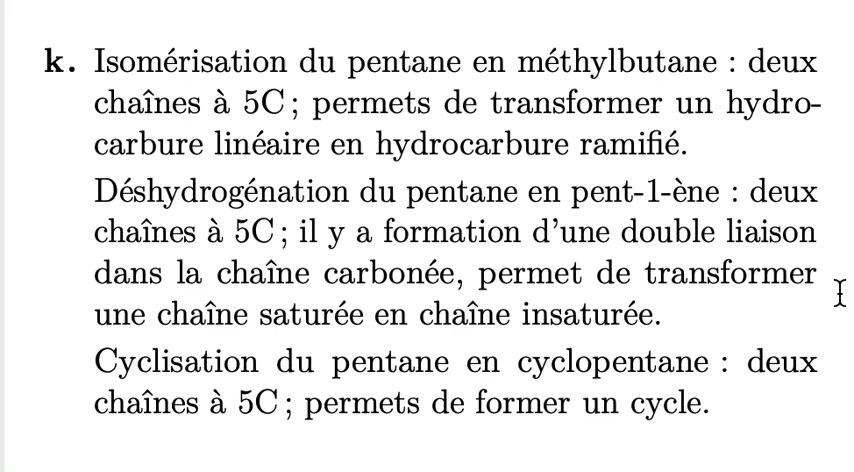 k. Isomérisation du pentane en méthylbutane : deux
chaînes à 5C ; permets de transformer un hydro-
carbure linéaire en hydrocarbure ramifié.
Déshydrogénation du pentane en pent-1-ène : deux
chaînes à 5C ; il y a formation d'une double liaison
dans la chaîne carbonée, permet de transformer
une chaîne saturée en chaîne insaturée.
Cyclisation du pentane en cyclopentane : deux
chaînes à 5C ; permets de former un cycle.